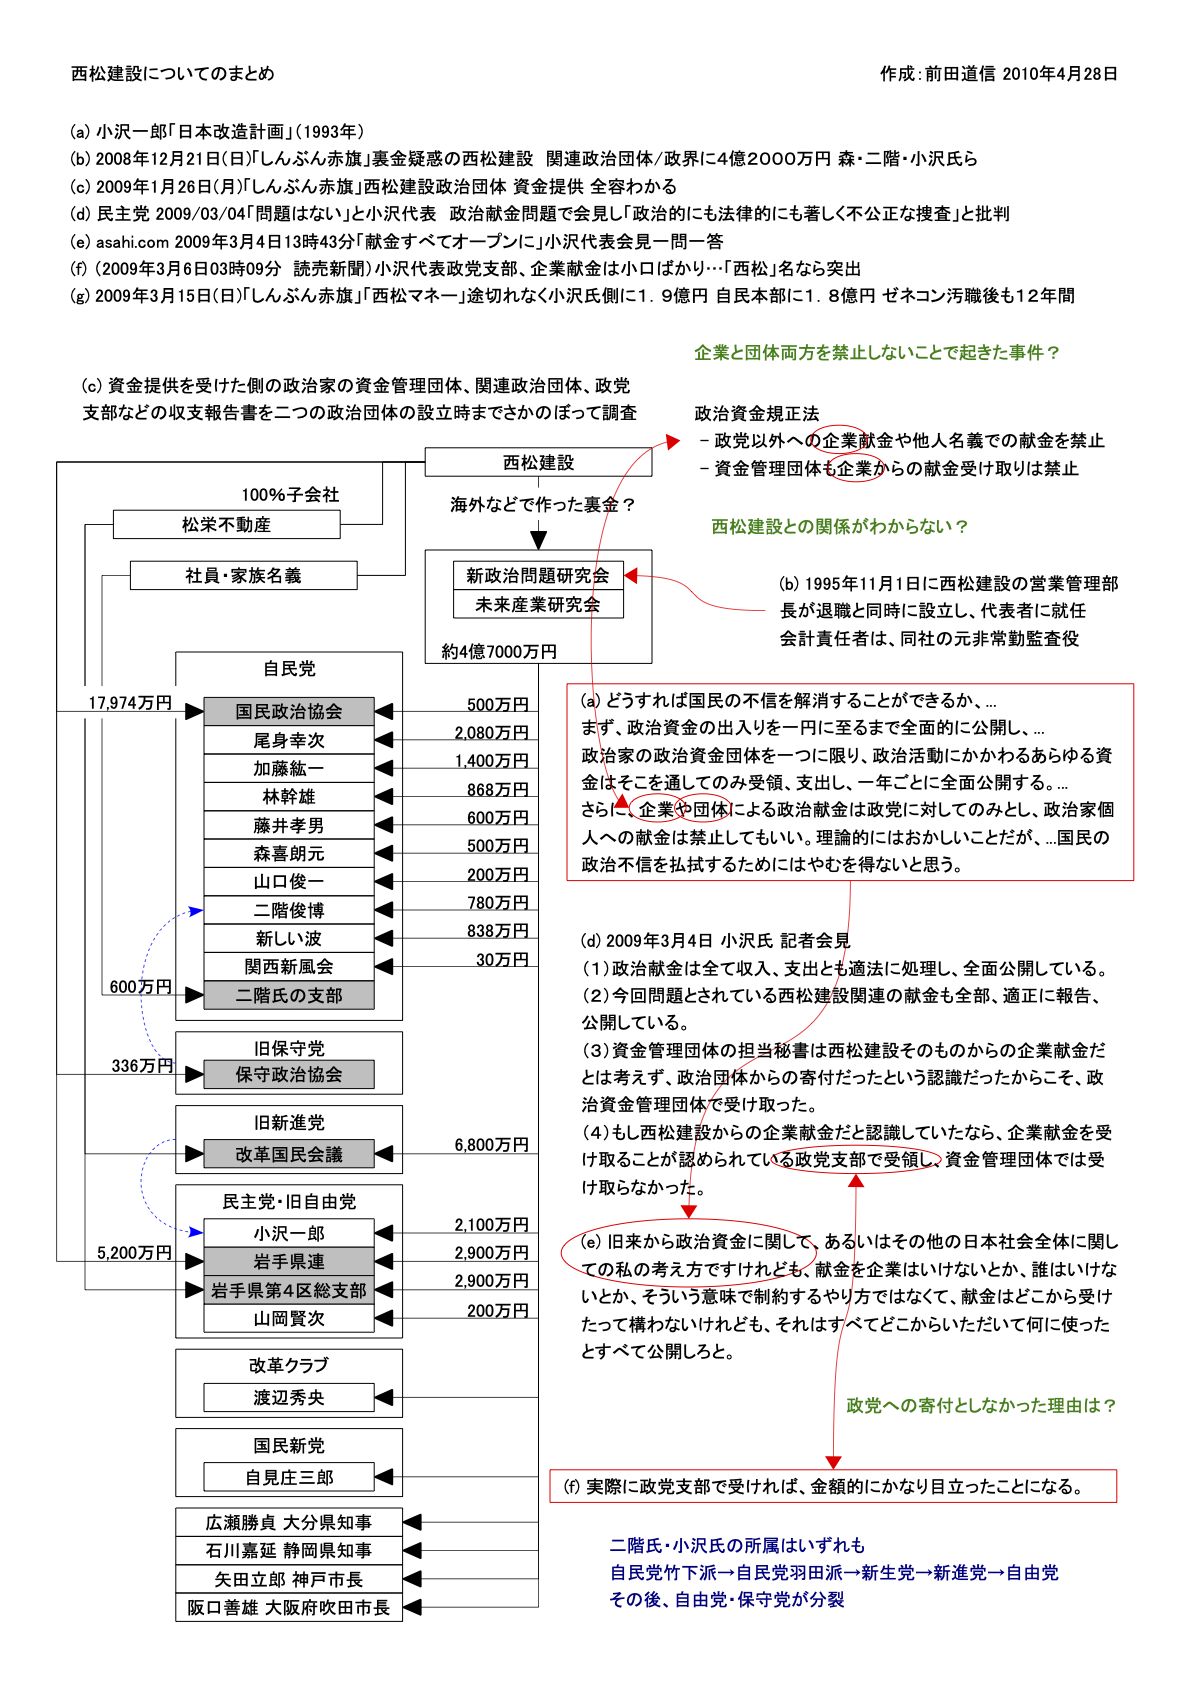 西松建設についてのまとめ
作成：前田道信 2010年4月28日
(a) 小沢一郎「日本改造計画」（1993年）
(b) 2008年12月21日（日）「しんぶん赤旗」裏金疑惑の西松建設 関連政治団体/政界に4億2000万円 森・二階・小沢氏ら
(c) 2009年1月26日（月）「しんぶん赤旗」西松建設政治団体 資金提供 全容わかる
(d) 民主党 2009/03/04「問題はない」と小沢代表 政治献金問題で会見し「政治的にも法律的にも著しく不公正な捜査」と批判
(e) asahi.com 2009年3月4日13時43分「献金すべてオープンに」小沢代表会見一問一答
(f)（2009年3月6日03時09分 読売新聞）小沢代表政党支部、企業献金は小口ばかり…「西松」名なら突出
(g) 2009年3月15日（日）「しんぶん赤旗」「西松マネー」途切れなく小沢氏側に1．9億円 自民本部に1．8億円 ゼネコン汚職後も12年間
企業と団体両方を禁止しないことで起きた事件？
(c) 資金提供を受けた側の政治家の資金管理団体、関連政治団体、政党
支部などの収支報告書を二つの政治団体の設立時までさかのぼって調査
政治資金規正法
－政党以外への企業献金や他人名義での献金を禁止
－資金管理団体も企業からの献金受け取りは禁止
西松建設
100％子会社
海外などで作った裏金？
松栄不動産
西松建設との関係がわからない？
社員・家族名義
新政治問題研究会
未来産業研究会
約4億7000万円
(b) 1995年11月1日に西松建設の営業管理部
長が退職と同時に設立し、代表者に就任
会計責任者は、同社の元非常勤監査役
自民党
17,974万円
国民政治協会
500万円
尾身幸次
2,080万円
加藤紘一
1,400万円
林幹雄
868万円
藤井孝男
600万円
森喜朗元
500万円
山口俊一
200万円
二階俊博
780万円
新しい波
838万円
関西新風会
30万円
600万円
二階氏の支部
(a) どうすれば国民の不信を解消することができるか、…
まず、政治資金の出入りを一円に至るまで全面的に公開し、…
政治家の政治資金団体を一つに限り、政治活動にかかわるあらゆる資
金はそこを通してのみ受領、支出し、一年ごとに全面公開する。…
さらに、企業や団体による政治献金は政党に対してのみとし、政治家個
人への献金は禁止してもいい。理論的にはおかしいことだが、…国民の
政治不信を払拭するためにはやむを得ないと思う。
旧保守党
336万円
保守政治協会
旧新進党
改革国民会議
6,800万円
民主党・旧自由党
小沢一郎
2,100万円
5,200万円
岩手県連
2,900万円
岩手県第4区総支部
2,900万円
山岡賢次
200万円
(d) 2009年3月4日 小沢氏 記者会見
（1）政治献金は全て収入、支出とも適法に処理し、全面公開している。
（2）今回問題とされている西松建設関連の献金も全部、適正に報告、
公開している。
（3）資金管理団体の担当秘書は西松建設そのものからの企業献金だ
とは考えず、政治団体からの寄付だったという認識だったからこそ、政
治資金管理団体で受け取った。
（4）もし西松建設からの企業献金だと認識していたなら、企業献金を受
け取ることが認められている政党支部で受領し、資金管理団体では受
け取らなかった。
(e) 旧来から政治資金に関して、あるいはその他の日本社会全体に関し
ての私の考え方ですけれども、献金を企業はいけないとか、誰はいけな
いとか、そういう意味で制約するやり方ではなくて、献金はどこから受け
たって構わないけれども、それはすべてどこからいただいて何に使った
とすべて公開しろと。
改革クラブ
渡辺秀央
国民新党
自見庄三郎
政党への寄付としなかった理由は？
(f) 実際に政党支部で受ければ、金額的にかなり目立ったことになる。
広瀬勝貞 大分県知事
石川嘉延 静岡県知事
矢田立郎 神戸市長
阪口善雄 大阪府吹田市長
二階氏・小沢氏の所属はいずれも
自民党竹下派→自民党羽田派→新生党→新進党→自由党
その後、自由党・保守党が分裂